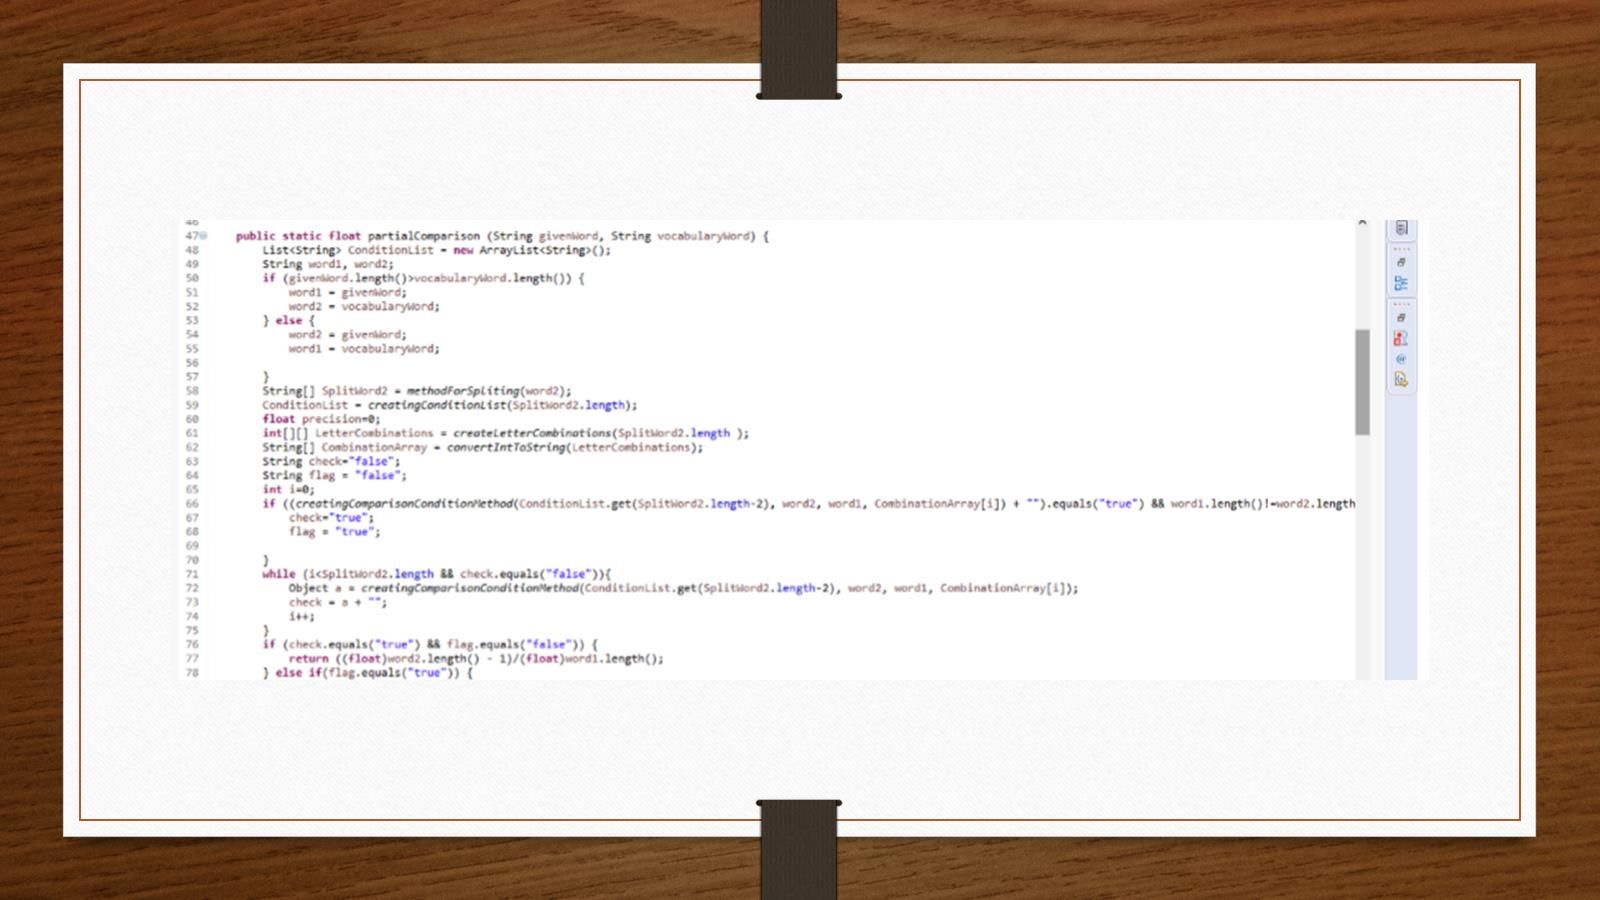 46
47 public static float partialComparison (String givenWord, String vocabularyWord) {
48 List<String> ConditionList = new ArrayList<String>();
49 String word1, word2;
50 if (givenWord.length()>vocabularyWord.length()) {
51 word1 = givenWord;
52 word2 = vocabularyWord;
53 } else {
54 word2 = givenWord;
55 word1 = vocabularyWord;
56
57 }
58 String[] SplitWord2 = methodForSpliting(word2);
59 ConditionList = creatingConditionList(SplitWord2.length);
60 float precision=0;
61 int[][] LetterCombinations = createLetterCombinations(SplitWord2.length );
62 String[] CombinationArray = convertIntToString(LetterCombinations);
63 String check="false";
64 String flag = "false";
65 int i=0;
66 if ((creatingComparisonConditionMethod(ConditionList.get(SplitWord2.length-2), word2, word1, CombinationArray[i]) + "").equals("true") && word1.length()!=word2.length
67 check="true";
68 flag = "true";
69
70 }
71 while (i<SplitWord2.length && check.equals("false")){
72 Object a = creatingComparisonConditionMethod(ConditionList.get(SplitWord2.length-2), word2, word1, CombinationArray[i]);
73 check = a + "";
74 i++;
75 }
76 if (check.equals("true") && flag.equals("false")) {
77 return ((float)word2.length() - 1)/(float)word1.length();
78 } else if(flag.equals("true")) {